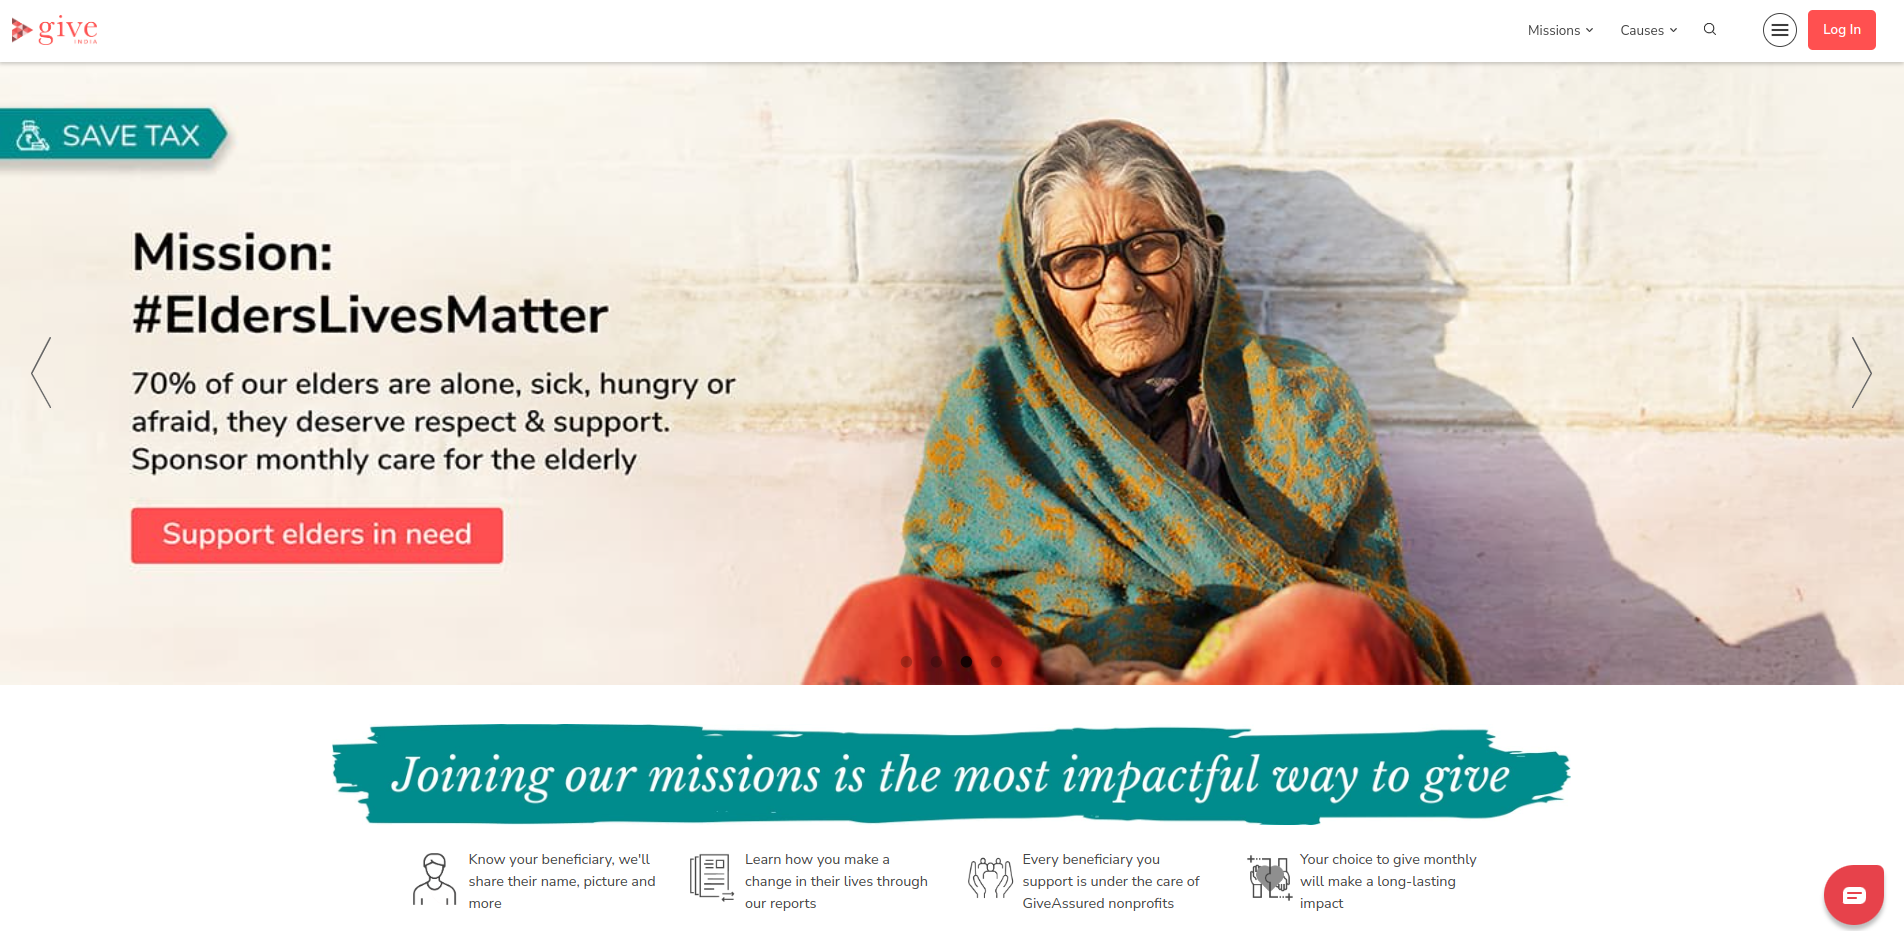 give
INDIA
Missions
Causes
Log In
SAVE TAX
Mission:
#EldersLivesMatter
70% of our elders are alone, sick, hungry or
afraid, they deserve respect & support.
Sponsor monthly care for the elderly
Support elders in need
Joining our missions is the most impactful way to give
Know your beneficiary, we'll
share their name, picture and
more
Learn how you make a
change in their lives through
our reports
Every beneficiary you
support is under the care of
GiveAssured nonprofits
Your choice to give monthly
will make a long-lasting
impact